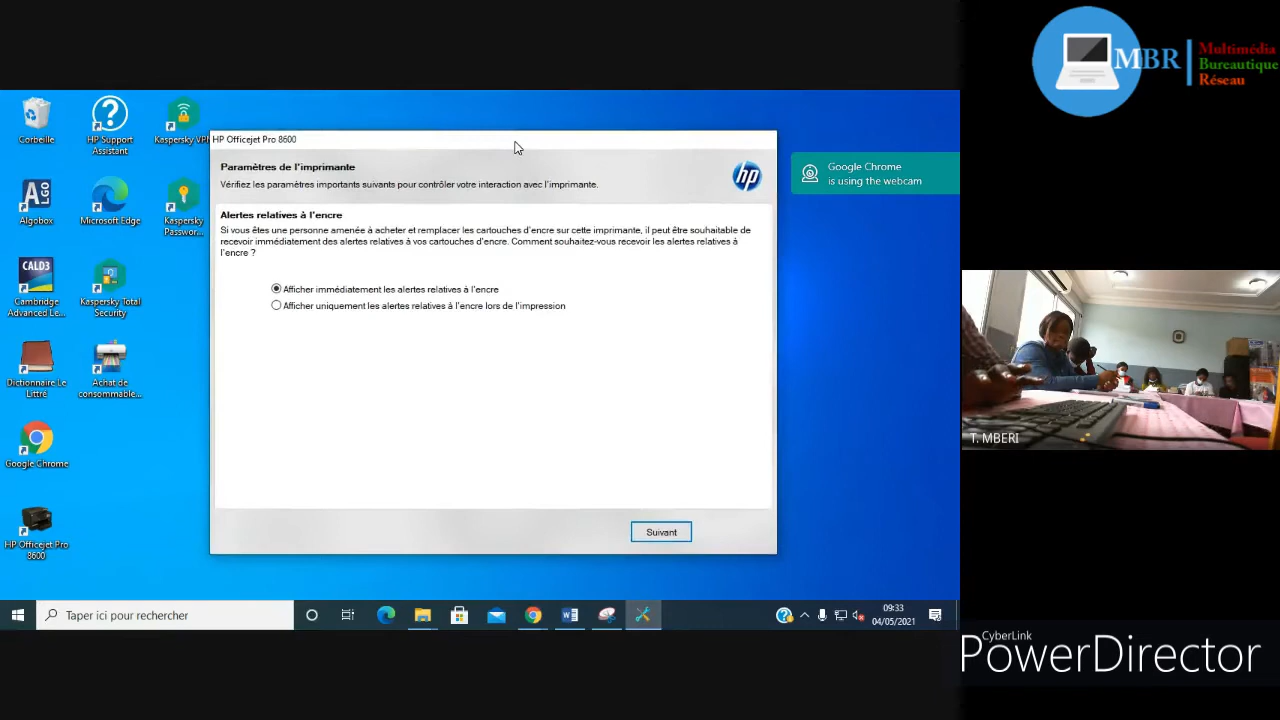 MBR
Multimédia
Bureautique
Réseau
Corbeille
HP Support
Assistant
Kaspersky VPN
HP Officejet Pro 8600
Paramètres de l'imprimante
Vérifiez les paramètres importants suivants pour contrôler votre interaction avec l'imprimante.
hp
Google Chrome
is using the webcam
Alertes relatives à l'encre
Si vous êtes une personne amenée à acheter et remplacer les cartouches d'encre sur cette imprimante, il peut être souhaitable de
recevoir immédiatement des alertes relatives à vos cartouches d'encre. Comment souhaitez-vous recevoir les alertes relatives à
l'encre ?
Afficher immédiatement les alertes relatives à l'encre
Afficher uniquement les alertes relatives à l'encre lors de l'impression
Suivant
ALGO
Algobox
Microsoft Edge
Kaspersky
Passwor...
CALD3
Cambridge
Advanced Le...
Kaspersky Total
Security
Dictionnaire Le
Littré
Achat de
consommable...
Google Chrome
HP Officejet Pro
8600
T. MBERI
Taper ici pour rechercher
09:33
04/05/2021
CyberLink
PowerDirector